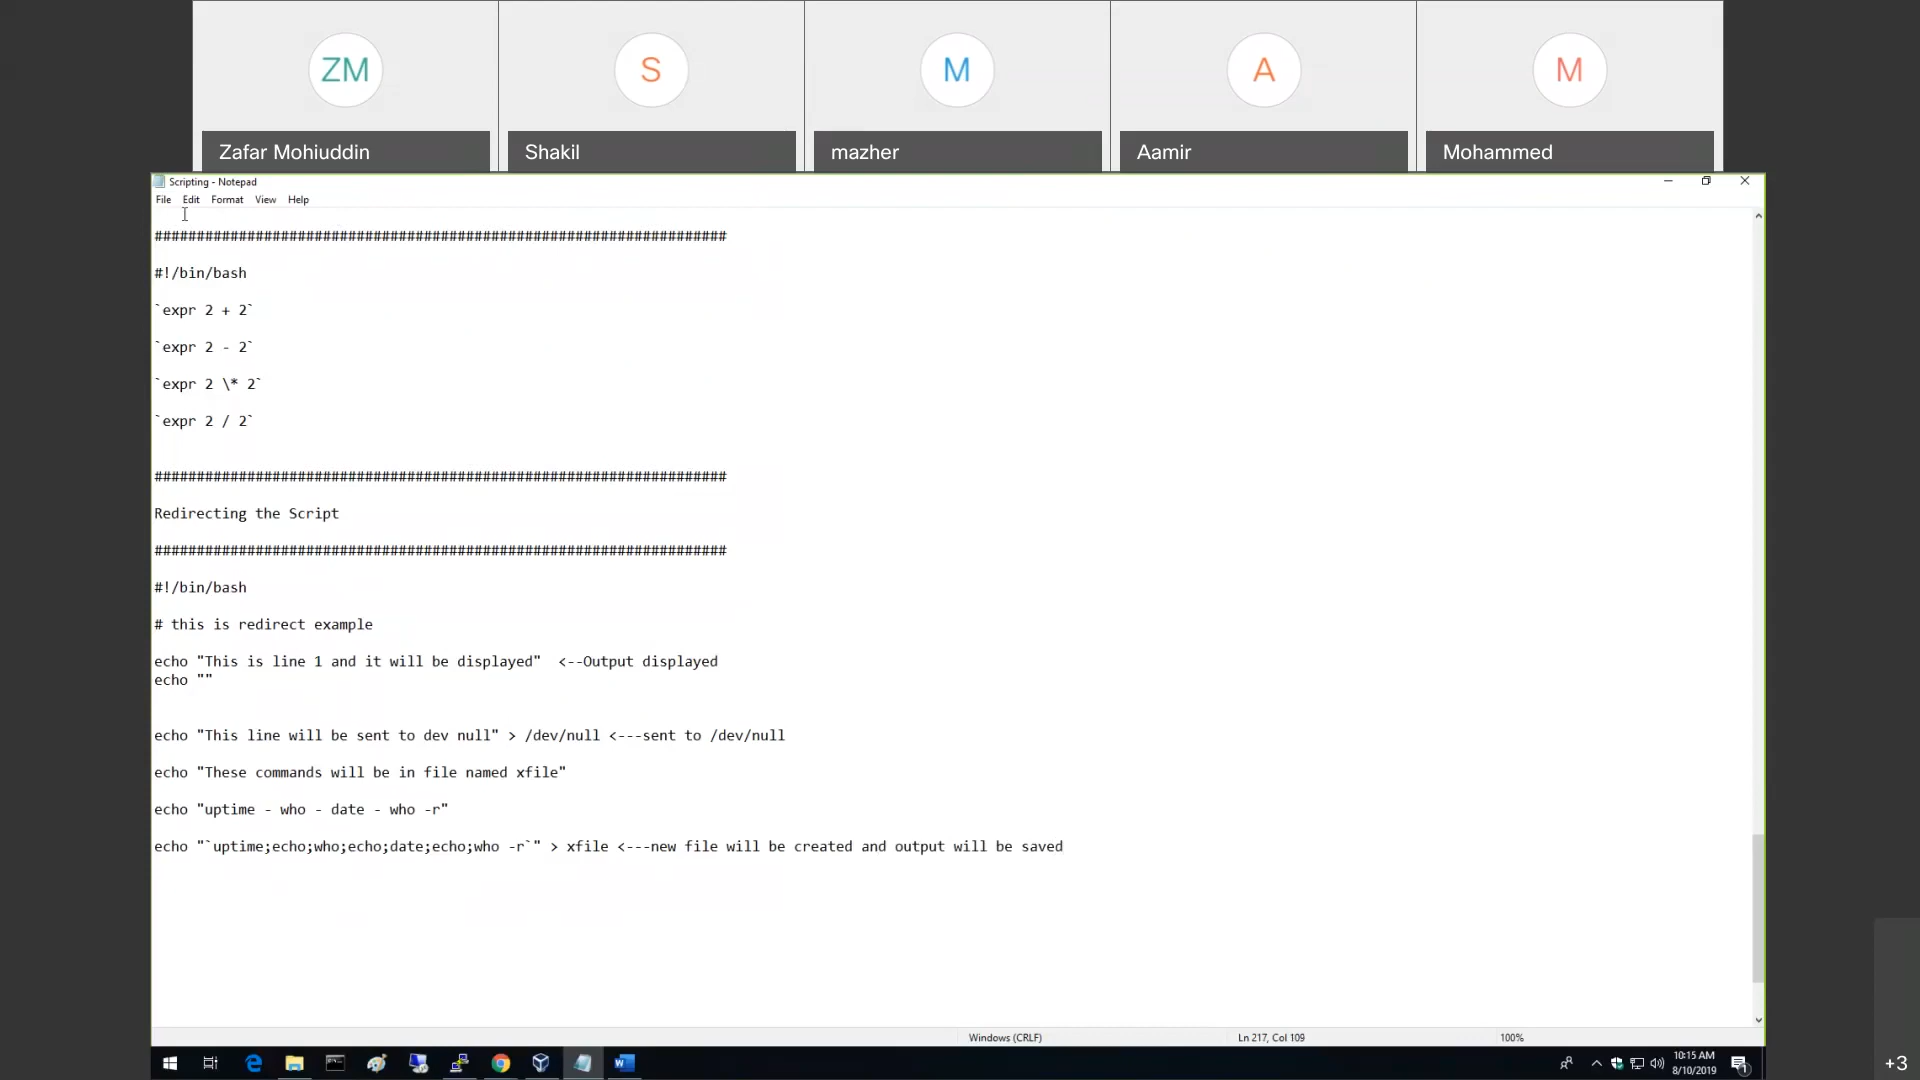 ZM
S
M
A
M
Zafar Mohiuddin
Shakil
mazher
Aamir
Mohammed
Scripting - Notepad
File Edit Format View Help
####################################################################
#!/bin/bash
`expr 2 + 2`
`expr 2 - 2`
`expr 2 \* 2`
`expr 2 / 2`
####################################################################
Redirecting the Script
####################################################################
#!/bin/bash
# this is redirect example
echo "This is line 1 and it will be displayed"  <--Output displayed
echo ""
echo "This line will be sent to dev null" > /dev/null <---sent to /dev/null
echo "These commands will be in file named xfile"
echo "uptime - who - date - who -r"
echo "`uptime;echo;who;echo;date;echo;who -r`" > xfile <---new file will be created and output will be saved
Windows (CRLF) Ln 217, Col 109 100%
10:15 AM
8/10/2019
1
+3